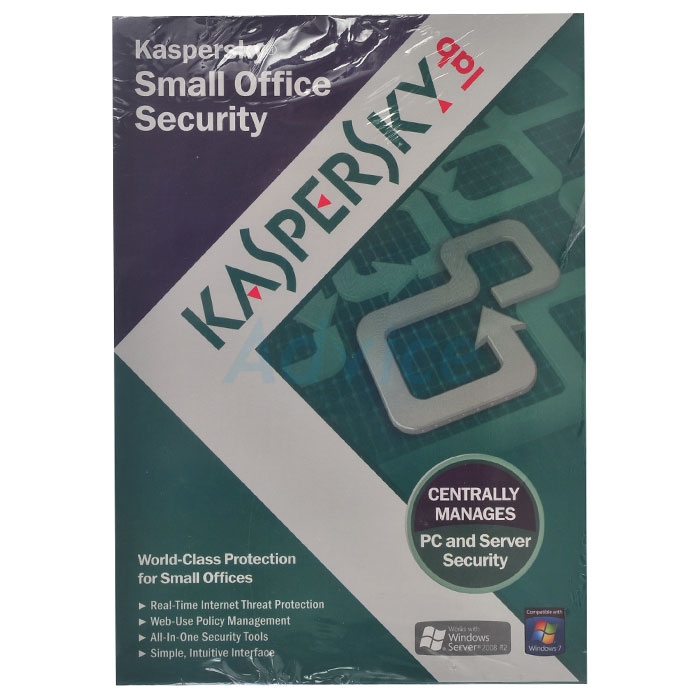 Kaspersky®
Small Office
Security
KASPERSKY lab
Advice
CENTRALLY
MANAGES
PC and Server
Security
World-Class Protection
for Small Offices
► Real-Time Internet Threat Protection
► Web-Use Policy Management
► All-In-One Security Tools
► Simple, Intuitive Interface
Works with
Windows
Server® 2008 R2
Compatible with
Windows 7